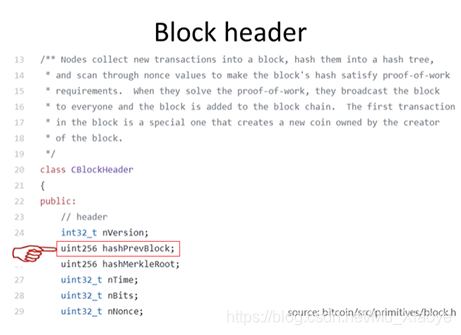 Block header
13 /** Nodes collect new transactions into a block, hash them into a hash tree,
14 * and scan through nonce values to make the block's hash satisfy proof-of-work
15 * requirements. When they solve the proof-of-work, they broadcast the block
16 * to everyone and the block is added to the block chain. The first transaction
17 * in the block is a special one that creates a new coin owned by the creator
18 * of the block.
19 */
20 class CBlockHeader
21 {
22 public:
23 // header
24 int32_t nVersion;
uint256 hashPrevBlock;
26 uint256 hashMerkleRoot;
27 uint32_t nTime;
28 uint32_t nBits;
29 uint32_t nNonce;
source: bitcoin/src/primitives/block.h